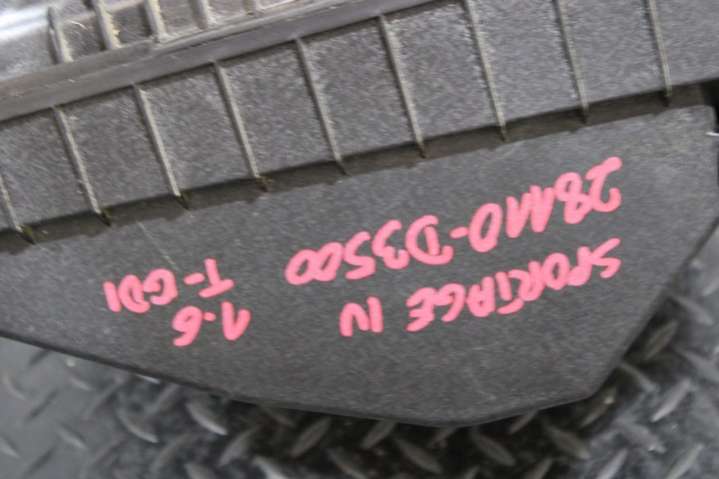 SPORTAGE IV 1.6
28110-D3500 T-GDI